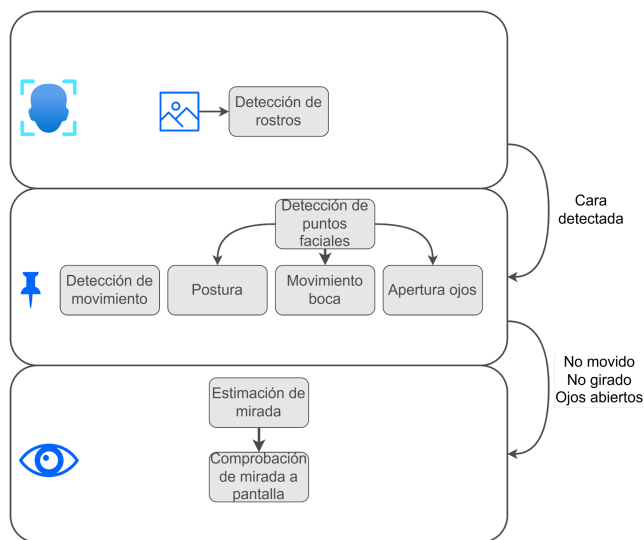 Detección de
rostros
Cara
detectada
Detección de
puntos
faciales
Detección de
movimiento
Postura
Movimiento
boca
Apertura ojos
No movido
No girado
Ojos abiertos
Estimación de
mirada
Comprobación
de mirada a
pantalla